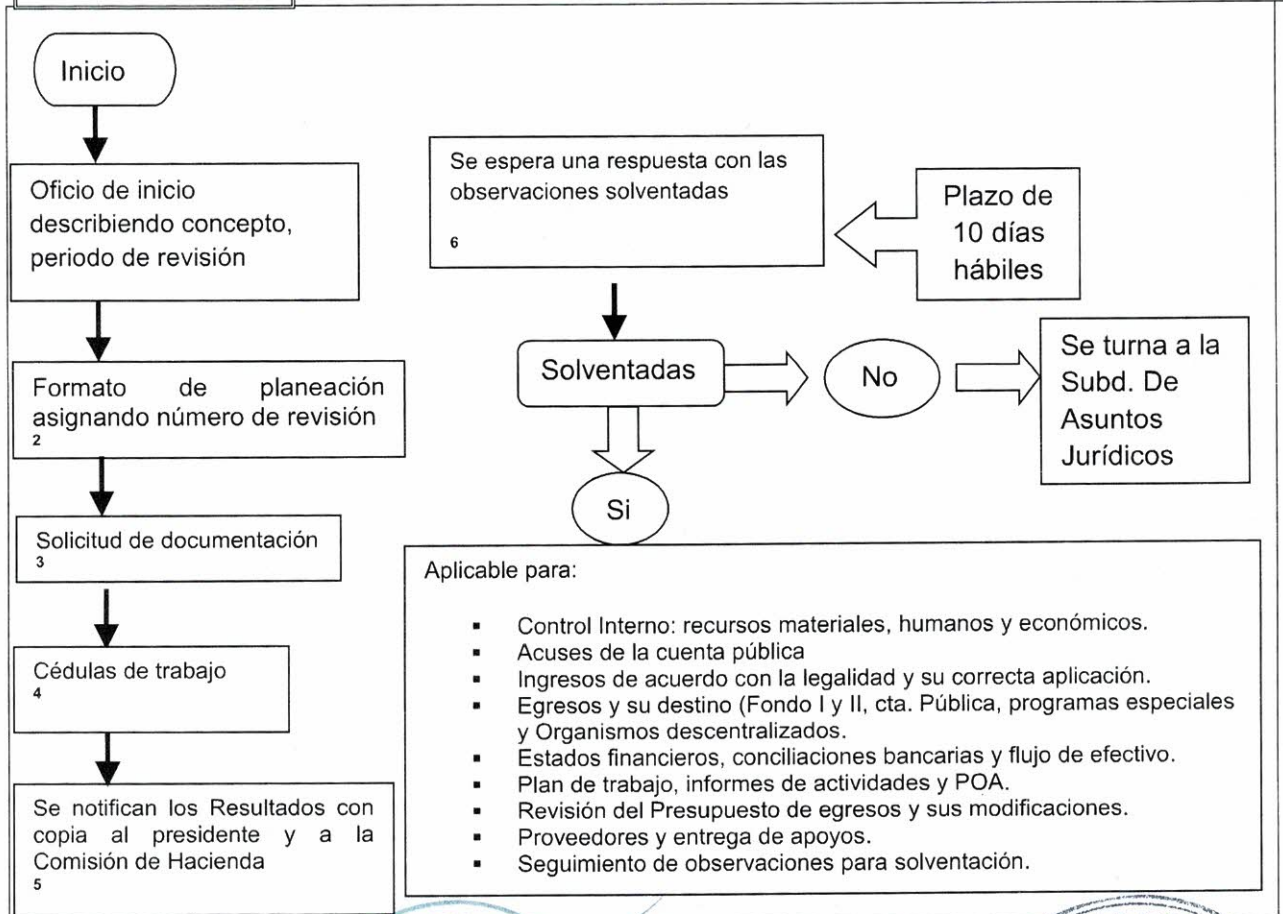 Inicio
Oficio de inicio
describiendo concepto,
periodo de revisión
Formato de planeación
asignando número de revisión
2
Solicitud de documentación
3
Cédulas de trabajo
4
Se notifican los Resultados con
copia al presidente y a la
Comisión de Hacienda
5
Se espera una respuesta con las
observaciones solventadas
6
Plazo de
10 días
hábiles
Solventadas
No
Se turna a la
Subd. De
Asuntos
Jurídicos
Si
Aplicable para:
▪ Control Interno: recursos materiales, humanos y económicos.
▪ Acuses de la cuenta pública
▪ Ingresos de acuerdo con la legalidad y su correcta aplicación.
▪ Egresos y su destino (Fondo I y II, cta. Pública, programas especiales
y Organismos descentralizados.
▪ Estados financieros, conciliaciones bancarias y flujo de efectivo.
▪ Plan de trabajo, informes de actividades y POA.
▪ Revisión del Presupuesto de egresos y sus modificaciones.
▪ Proveedores y entrega de apoyos.
▪ Seguimiento de observaciones para solventación.